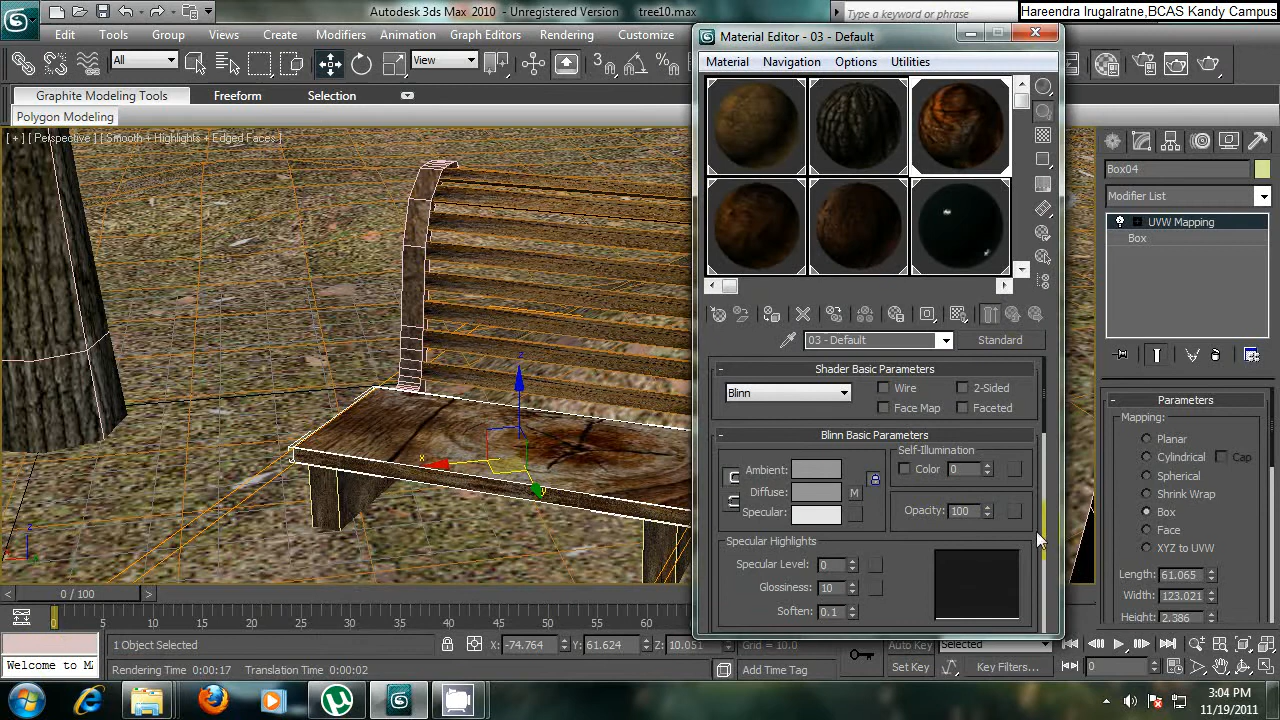 Autodesk 3ds Max 2010 - Unregistered Version tree10.max
Type a keyword or phrase
Hareendra Irugalratne,BCAS Kandy Campus
Edit Tools Group Views Create Modifiers Animation Graph Editors Rendering Customize
All
View
Graphite Modeling Tools Freeform Selection
Polygon Modeling
[ + ] [ Perspective ] [ Smooth + Highlights + Edged Faces ]
Material Editor - 03 - Default
Material Navigation Options Utilities
03 - Default
Standard
Shader Basic Parameters
Blinn
Wire
2-Sided
Face Map
Faceted
Blinn Basic Parameters
Self-Illumination
Ambient:
Color 0
Diffuse:
M
Specular:
Opacity: 100
Specular Highlights
Specular Level: 0
Glossiness: 10
Soften: 0.1
Box04
Modifier List
UVW Mapping
Box
Parameters
Mapping:
Planar
Cylindrical
Cap
Spherical
Shrink Wrap
Box
Face
XYZ to UVW
Length: 61.065
Width: 123.021
Height: 2.386
x
z
y
z
0 / 100
0 5 10 15 20 25 30 35 40 45 50 55 60
1 Object Selected
X: -74.764
Y: 61.624
Z: 10.051
Grid = 10.0
Auto Key
Selected
Welcome to MA
Rendering Time 0:00:17 Translation Time 0:00:02
Add Time Tag
Set Key
Key Filters...
0
3:04 PM
11/19/2011